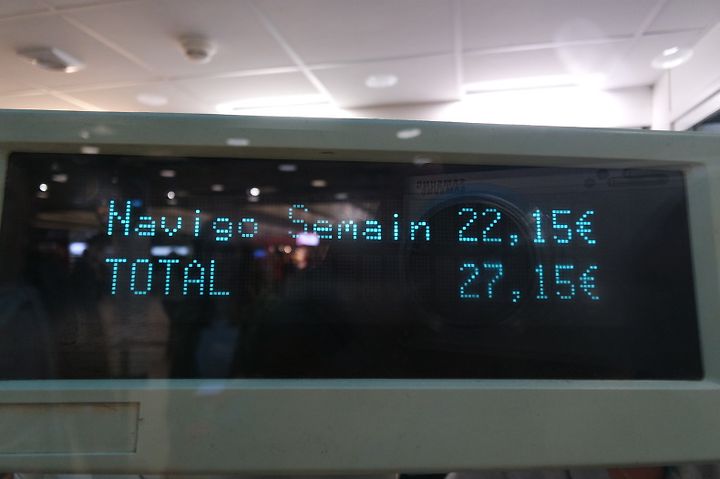 Navigo Semain 22,15€
TOTAL 27,15€